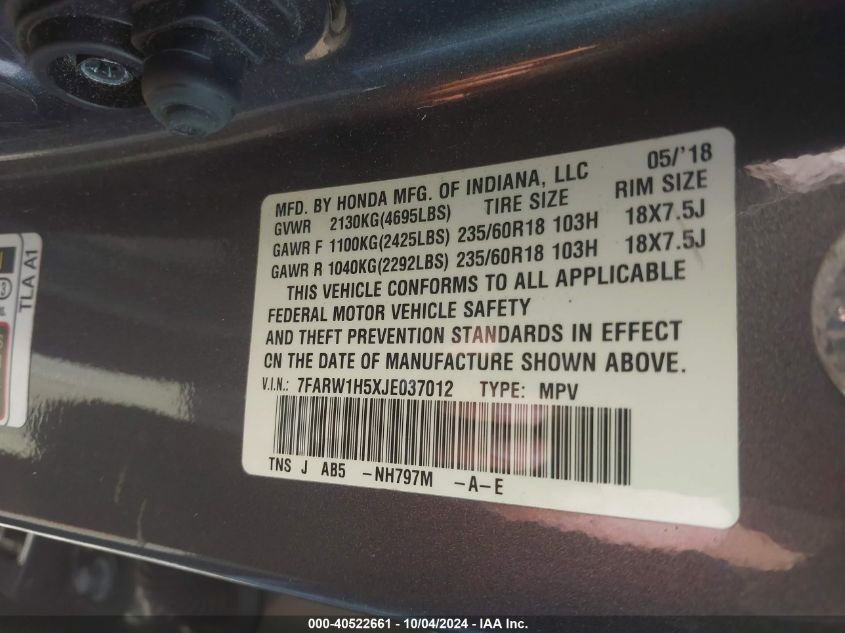 05/'18
MFD. BY HONDA MFG. OF INDIANA, LLC
GVWR 2130KG(4695LBS) TIRE SIZE RIM SIZE
GAWR F 1100KG(2425LBS) 235/60R18 103H 18X7.5J
GAWR R 1040KG(2292LBS) 235/60R18 103H 18X7.5J
THIS VEHICLE CONFORMS TO ALL APPLICABLE
FEDERAL MOTOR VEHICLE SAFETY
AND THEFT PREVENTION STANDARDS IN EFFECT
ON THE DATE OF MANUFACTURE SHOWN ABOVE.
V.I.N.: 7FARW1H5XJE037012 TYPE: MPV
TNS J AB5 -NH797M -A-E
TLA A1
000-40522661 - 10/04/2024 - IAA Inc.